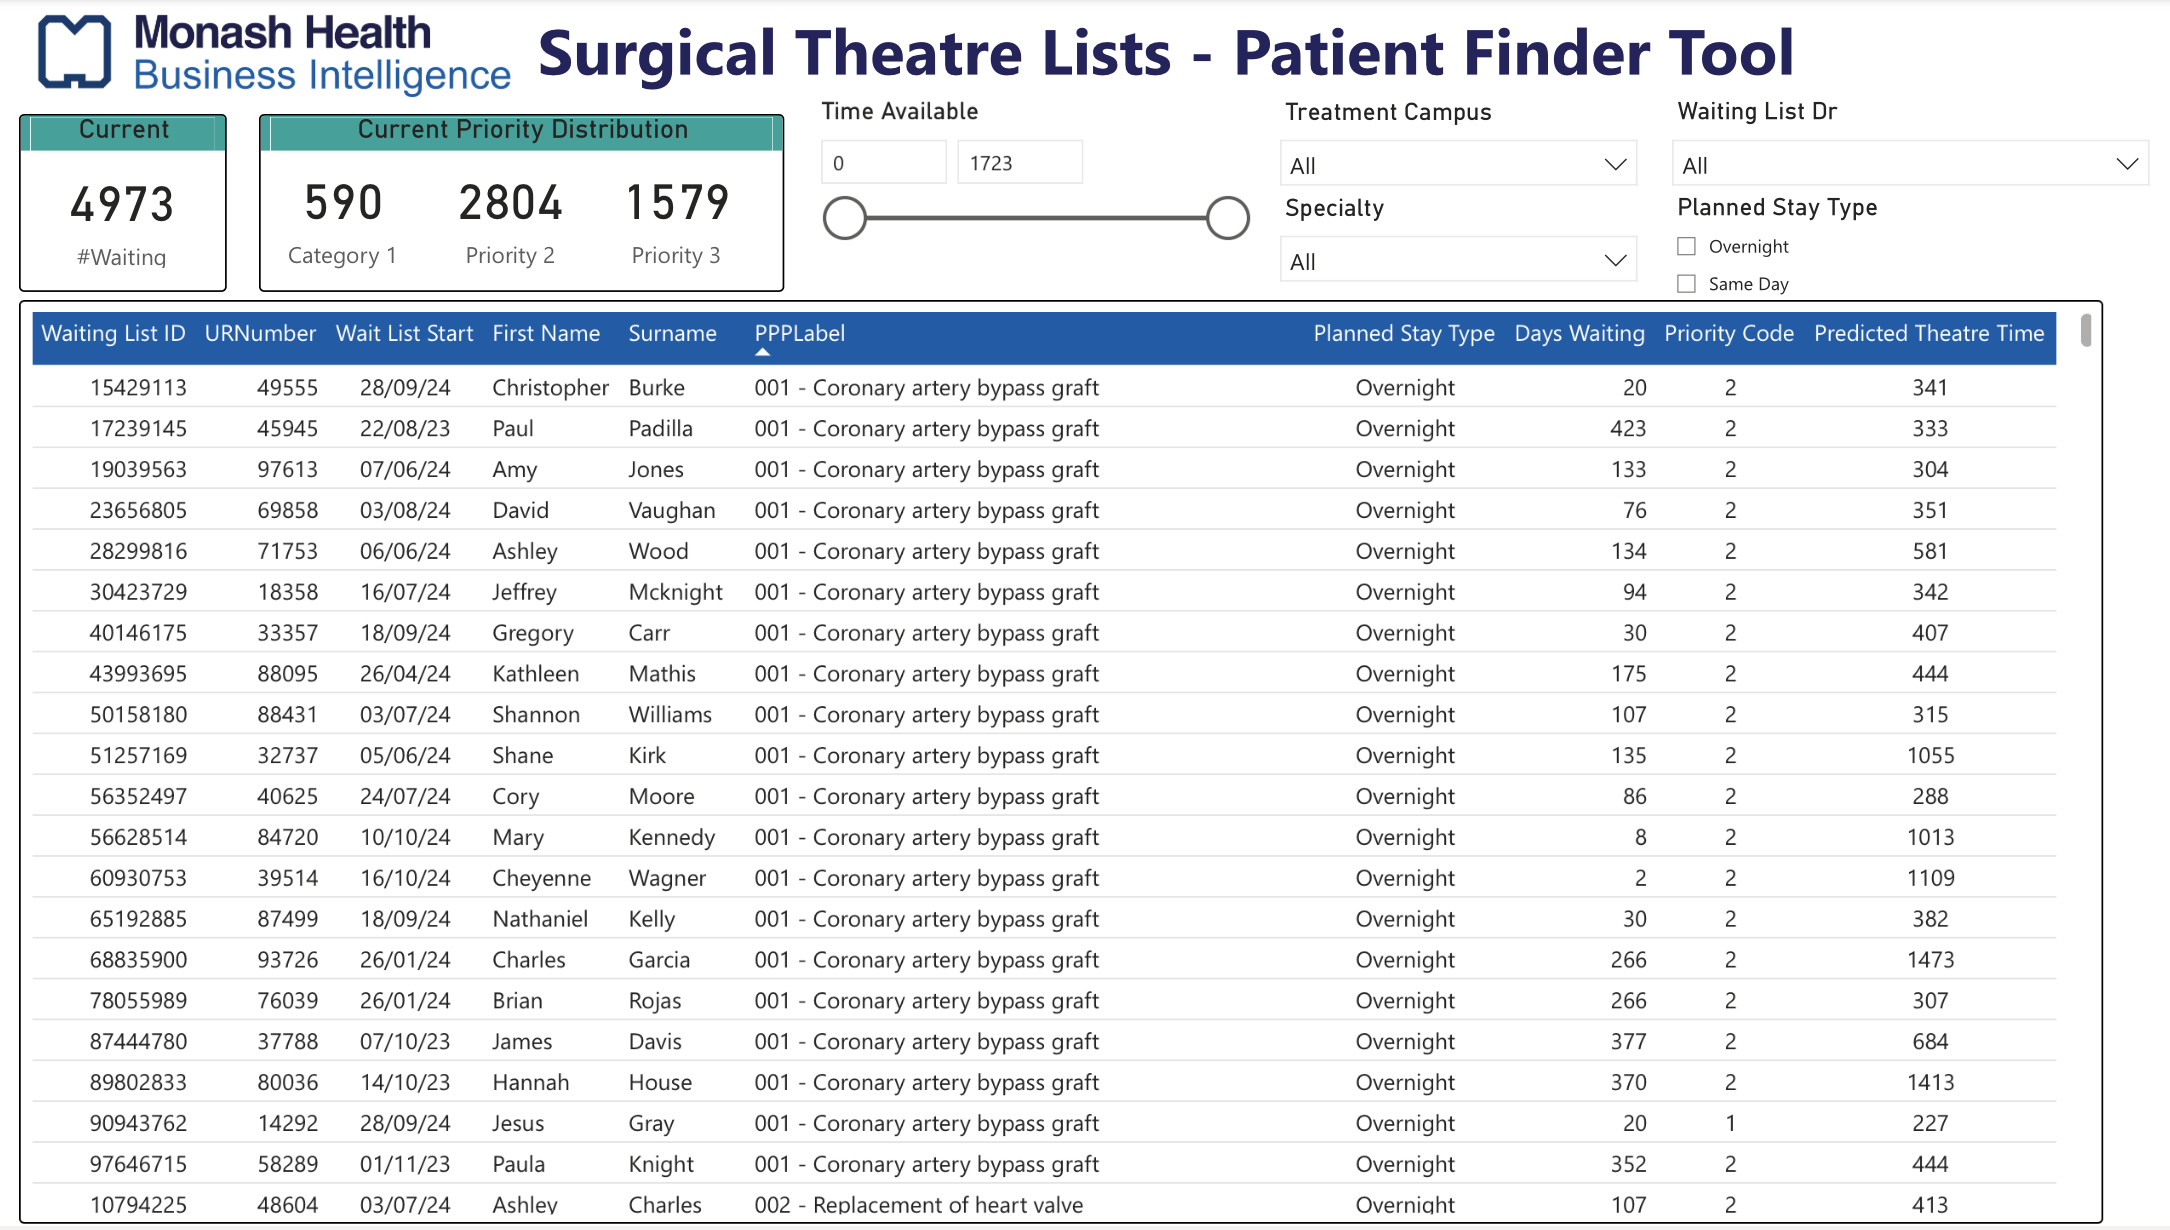 Monash Health
Business Intelligence
Surgical Theatre Lists - Patient Finder Tool
Current
4973
#Waiting
Current Priority Distribution
590 2804 1579
Category 1 Priority 2 Priority 3
Time Available
0 1723
Treatment Campus
All
Specialty
All
Waiting List Dr
All
Planned Stay Type
Overnight
Same Day
Waiting List ID URNumber Wait List Start First Name Surname PPPLabel Planned Stay Type Days Waiting Priority Code Predicted Theatre Time
15429113 49555 28/09/24 Christopher Burke 001 - Coronary artery bypass graft Overnight 20 2 341
17239145 45945 22/08/23 Paul Padilla 001 - Coronary artery bypass graft Overnight 423 2 333
19039563 97613 07/06/24 Amy Jones 001 - Coronary artery bypass graft Overnight 133 2 304
23656805 69858 03/08/24 David Vaughan 001 - Coronary artery bypass graft Overnight 76 2 351
28299816 71753 06/06/24 Ashley Wood 001 - Coronary artery bypass graft Overnight 134 2 581
30423729 18358 16/07/24 Jeffrey Mcknight 001 - Coronary artery bypass graft Overnight 94 2 342
40146175 33357 18/09/24 Gregory Carr 001 - Coronary artery bypass graft Overnight 30 2 407
43993695 88095 26/04/24 Kathleen Mathis 001 - Coronary artery bypass graft Overnight 175 2 444
50158180 88431 03/07/24 Shannon Williams 001 - Coronary artery bypass graft Overnight 107 2 315
51257169 32737 05/06/24 Shane Kirk 001 - Coronary artery bypass graft Overnight 135 2 1055
56352497 40625 24/07/24 Cory Moore 001 - Coronary artery bypass graft Overnight 86 2 288
56628514 84720 10/10/24 Mary Kennedy 001 - Coronary artery bypass graft Overnight 8 2 1013
60930753 39514 16/10/24 Cheyenne Wagner 001 - Coronary artery bypass graft Overnight 2 2 1109
65192885 87499 18/09/24 Nathaniel Kelly 001 - Coronary artery bypass graft Overnight 30 2 382
68835900 93726 26/01/24 Charles Garcia 001 - Coronary artery bypass graft Overnight 266 2 1473
78055989 76039 26/01/24 Brian Rojas 001 - Coronary artery bypass graft Overnight 266 2 307
87444780 37788 07/10/23 James Davis 001 - Coronary artery bypass graft Overnight 377 2 684
89802833 80036 14/10/23 Hannah House 001 - Coronary artery bypass graft Overnight 370 2 1413
90943762 14292 28/09/24 Jesus Gray 001 - Coronary artery bypass graft Overnight 20 1 227
97646715 58289 01/11/23 Paula Knight 001 - Coronary artery bypass graft Overnight 352 2 444
10794225 48604 03/07/24 Ashley Charles 002 - Replacement of heart valve Overnight 107 2 413